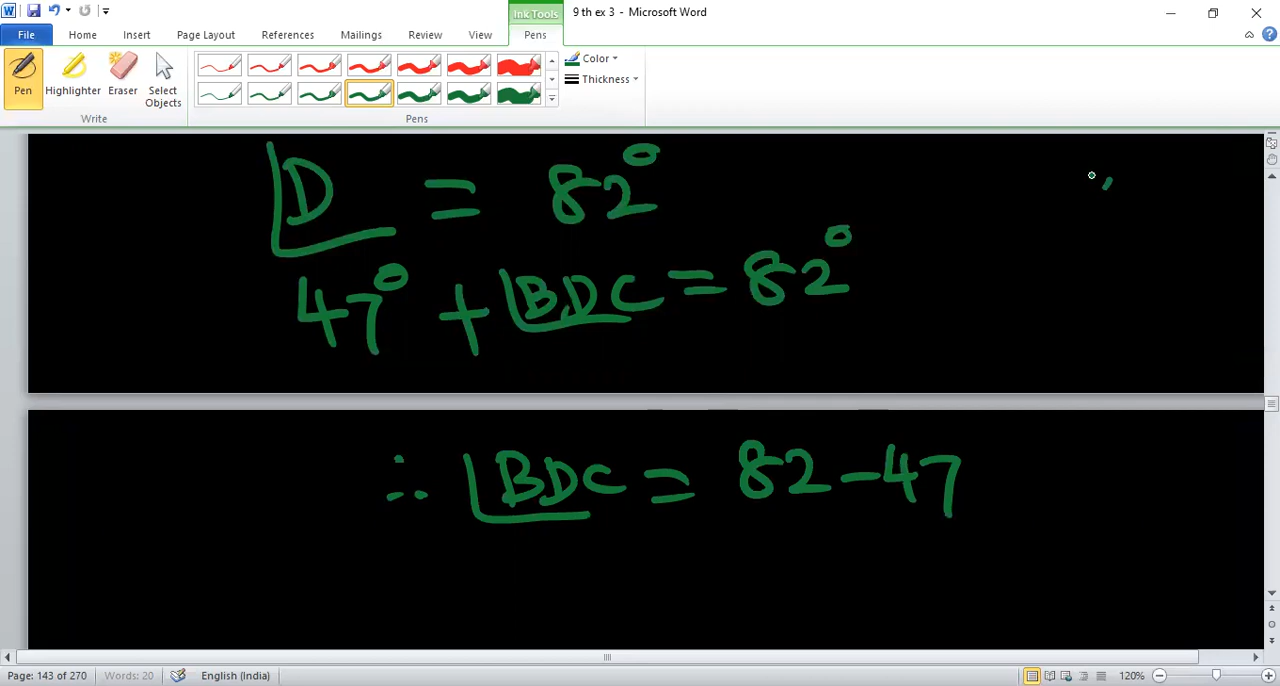 Ink Tools
9 th ex 3 - Microsoft Word
File Home Insert Page Layout References Mailings Review View Pens
Pen Highlighter Eraser Select Objects
Color
Thickness
Write Pens
∠D = 82°
47° + ∠BDC = 82°
∴ ∠BDC = 82 - 47
Page: 143 of 270 Words: 20 English (India) 120%